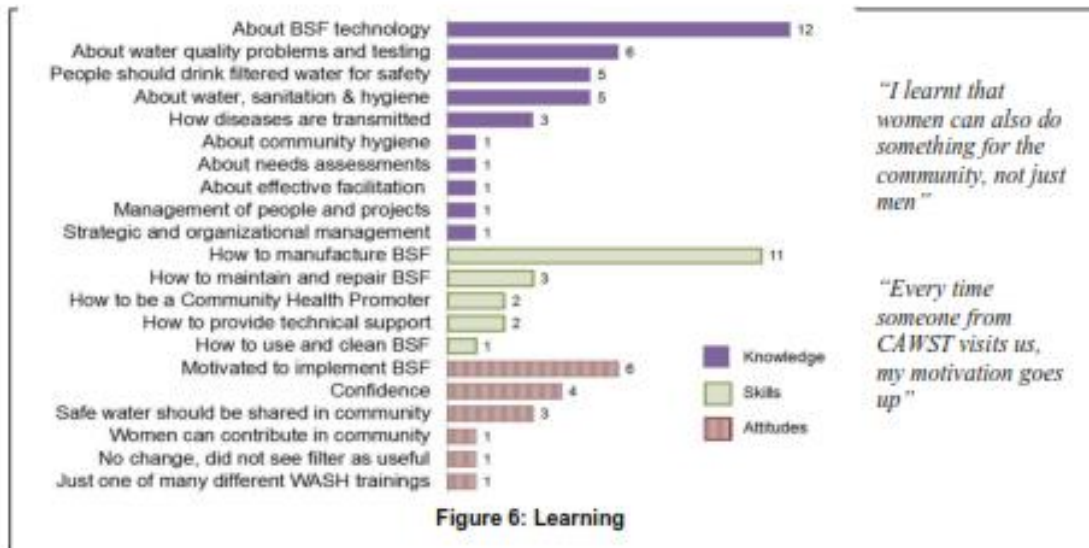 About BSF technology 12
About water quality problems and testing 6
People should drink filtered water for safety 5
About water, sanitation & hygiene 5
How diseases are transmitted 3
About community hygiene 1
About needs assessments 1
About effective facilitation 1
Management of people and projects 1
Strategic and organizational management 1
How to manufacture BSF 11
How to maintain and repair BSF 3
How to be a Community Health Promoter 2
How to provide technical support 2
How to use and clean BSF 1
Motivated to implement BSF 6
Confidence 4
Safe water should be shared in community 3
Women can contribute in community 1
No change, did not see filter as useful 1
Just one of many different WASH trainings 1
Knowledge
Skills
Attitudes
Figure 6: Learning
“I learnt that
women can also do
something for the
community, not just
men”
“Every time
someone from
CAWST visits us,
my motivation goes
up”